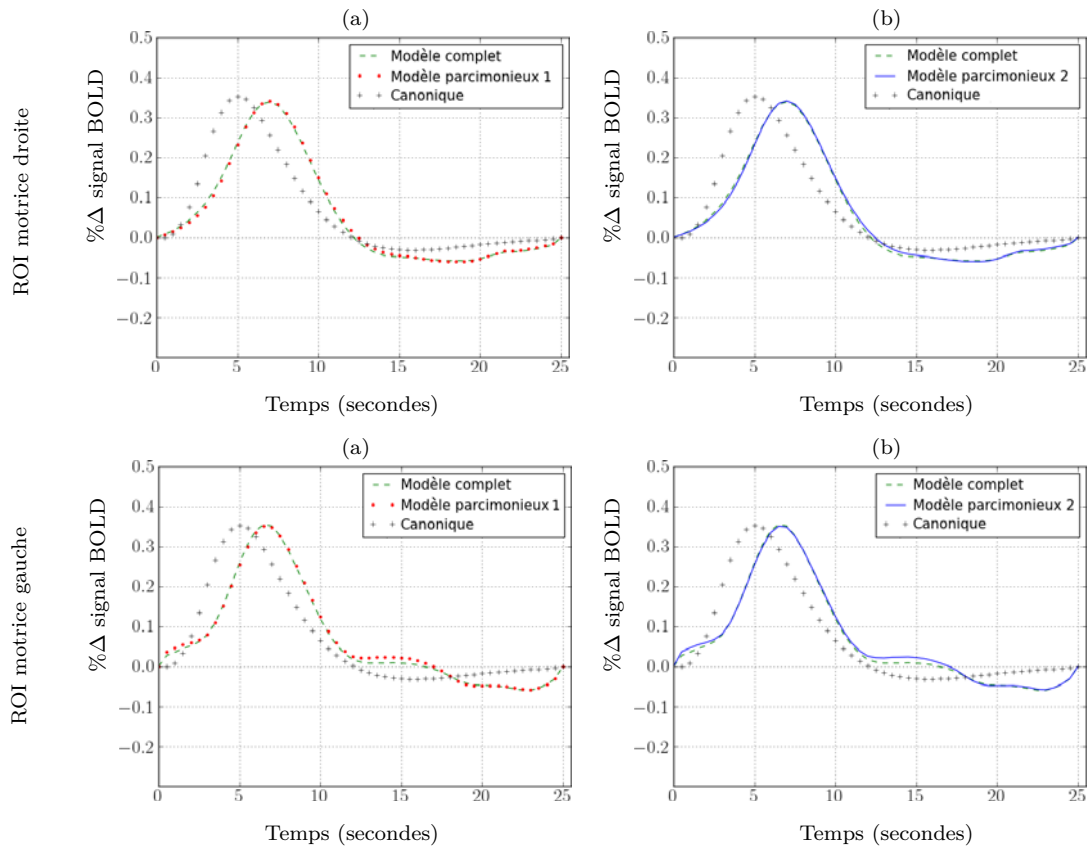 (a)
(b)
ROI motrice droite
%Δ signal BOLD
0.5
0.4
0.3
0.2
0.1
0.0
−0.1
−0.2
Modèle complet
Modèle parcimonieux 1
Canonique
0 5 10 15 20 25
Temps (secondes)
%Δ signal BOLD
0.5
0.4
0.3
0.2
0.1
0.0
−0.1
−0.2
Modèle complet
Modèle parcimonieux 2
Canonique
0 5 10 15 20 25
Temps (secondes)
(a)
(b)
ROI motrice gauche
%Δ signal BOLD
0.5
0.4
0.3
0.2
0.1
0.0
−0.1
−0.2
Modèle complet
Modèle parcimonieux 1
Canonique
0 5 10 15 20 25
Temps (secondes)
%Δ signal BOLD
0.5
0.4
0.3
0.2
0.1
0.0
−0.1
−0.2
Modèle complet
Modèle parcimonieux 2
Canonique
0 5 10 15 20 25
Temps (secondes)